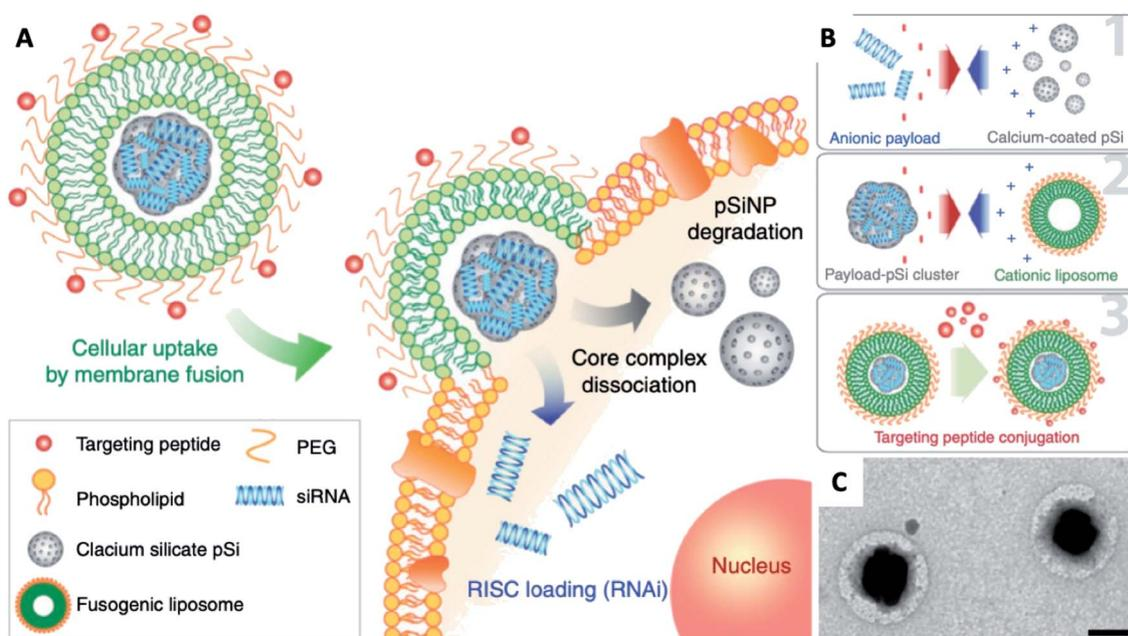 A
Cellular uptake
by membrane fusion
Targeting peptide
PEG
Phospholipid
siRNA
Clacium silicate pSi
Fusogenic liposome
pSiNP
degradation
Core complex
dissociation
RISC loading (RNAi)
Nucleus
B
1
Anionic payload
Calcium-coated pSi
2
Payload-pSi cluster
Cationic liposome
3
Targeting peptide conjugation
C